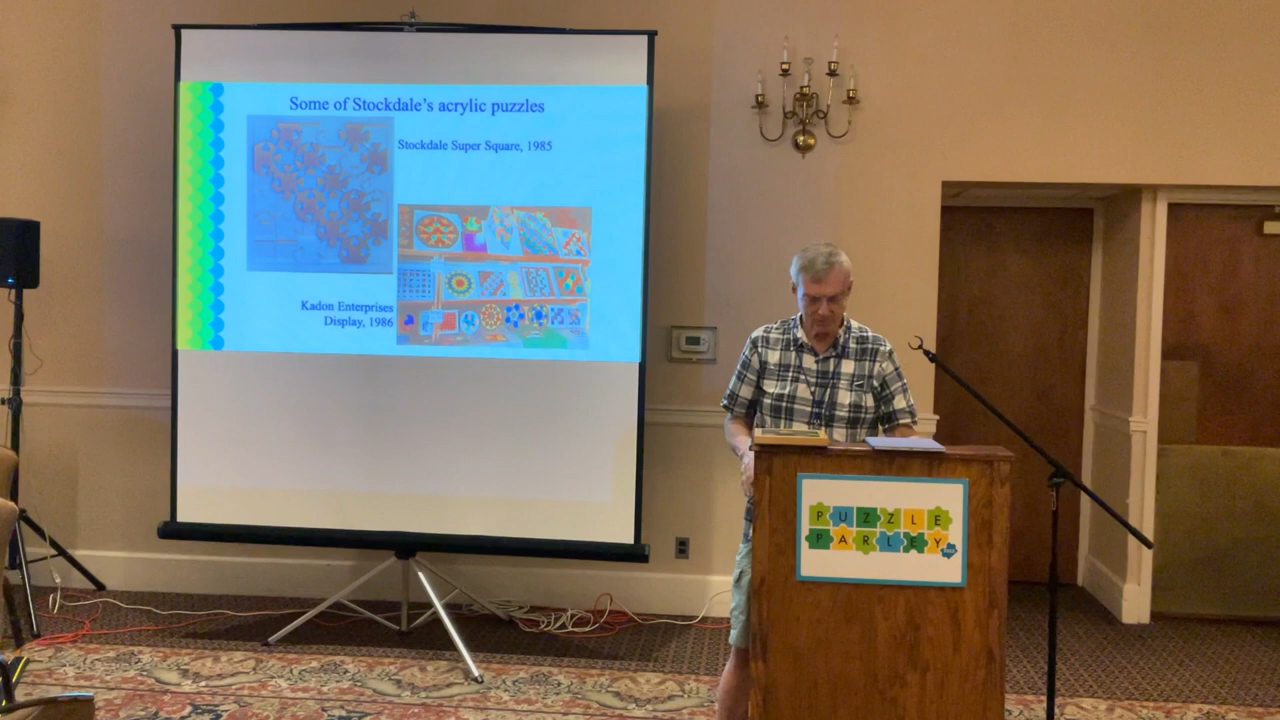 Some of Stockdale's acrylic puzzles
Stockdale Super Square, 1985
Kadon Enterprises
Display, 1986
PUZZLE
PARLEY